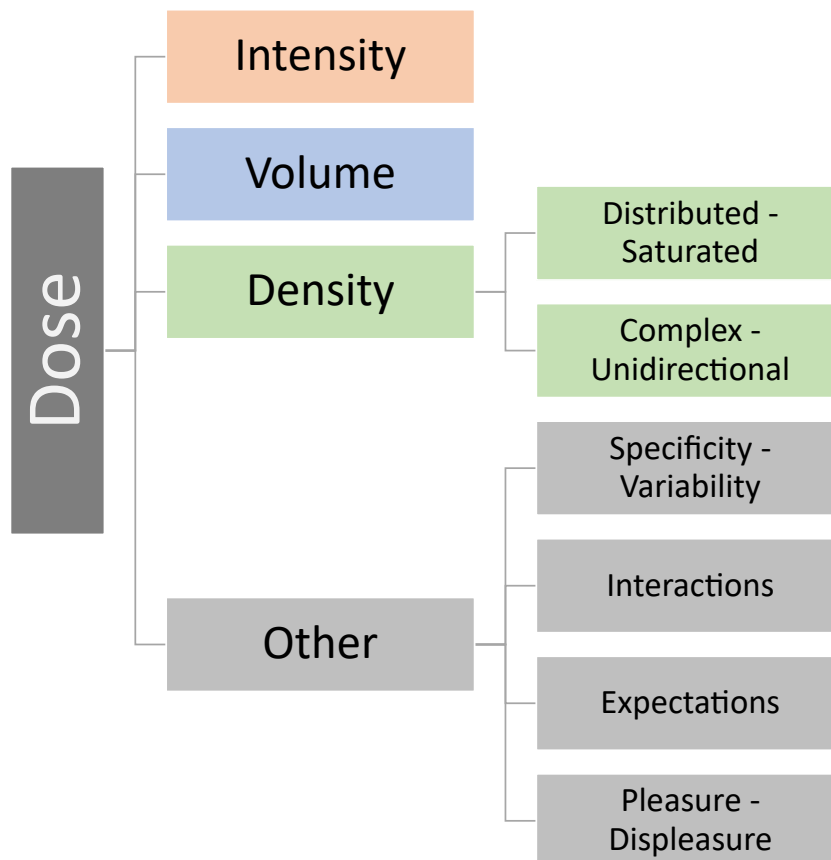 Dose
Intensity
Volume
Density
Distributed -
Saturated
Complex -
Unidirectional
Other
Specificity -
Variability
Interactions
Expectations
Pleasure -
Displeasure